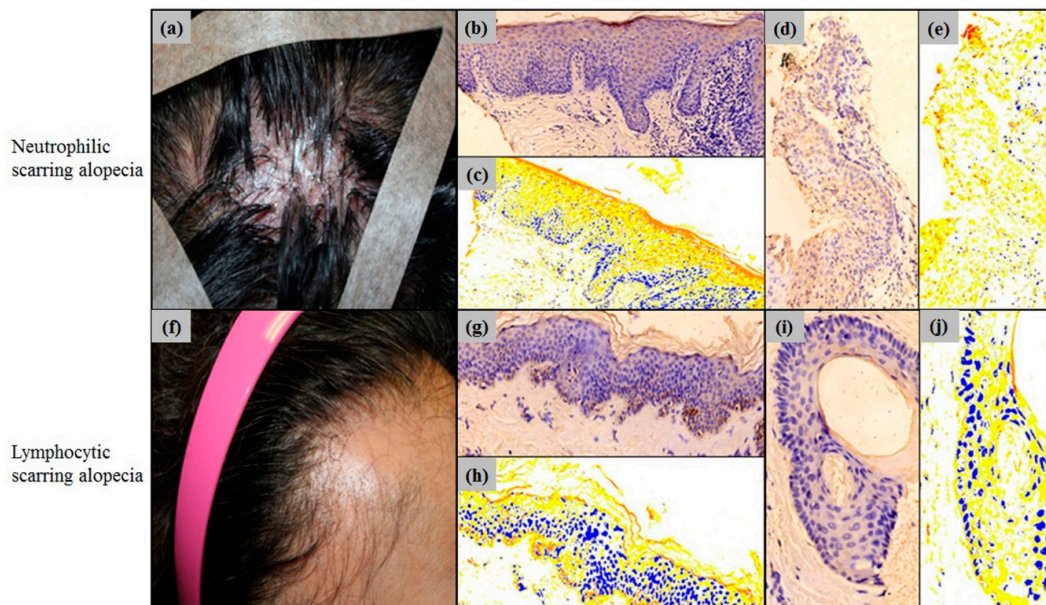 (a)
(b)
(d)
(e)
Neutrophilic
scarring alopecia
(c)
(f)
(g)
(i)
(j)
Lymphocytic
scarring alopecia
(h)